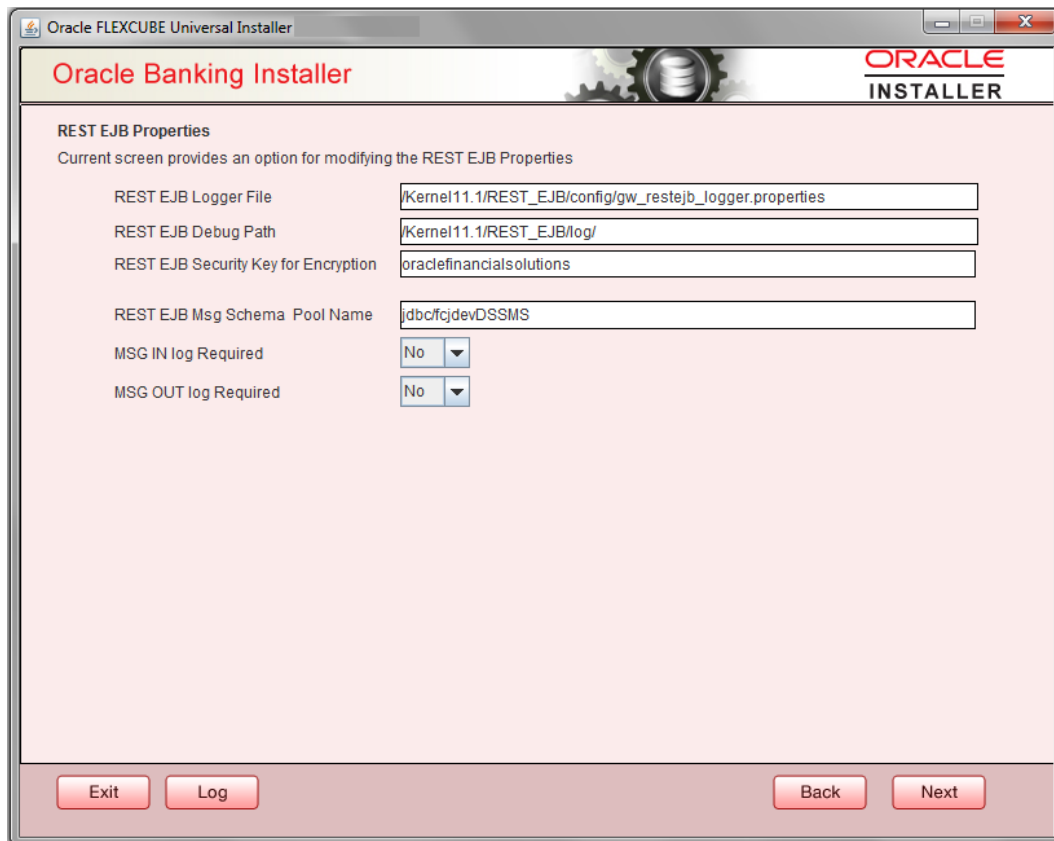 Oracle FLEXCUBE Universal Installer
Oracle Banking Installer
ORACLE
INSTALLER
REST EJB Properties
Current screen provides an option for modifying the REST EJB Properties
REST EJB Logger File /Kernel11.1/REST_EJB/config/gw_restejb_logger.properties
REST EJB Debug Path /Kernel11.1/REST_EJB/log/
REST EJB Security Key for Encryption oraclefinancialsolutions
REST EJB Msg Schema Pool Name jdbc/fcjdevDSSMS
MSG IN log Required No
MSG OUT log Required No
Exit Log Back Next